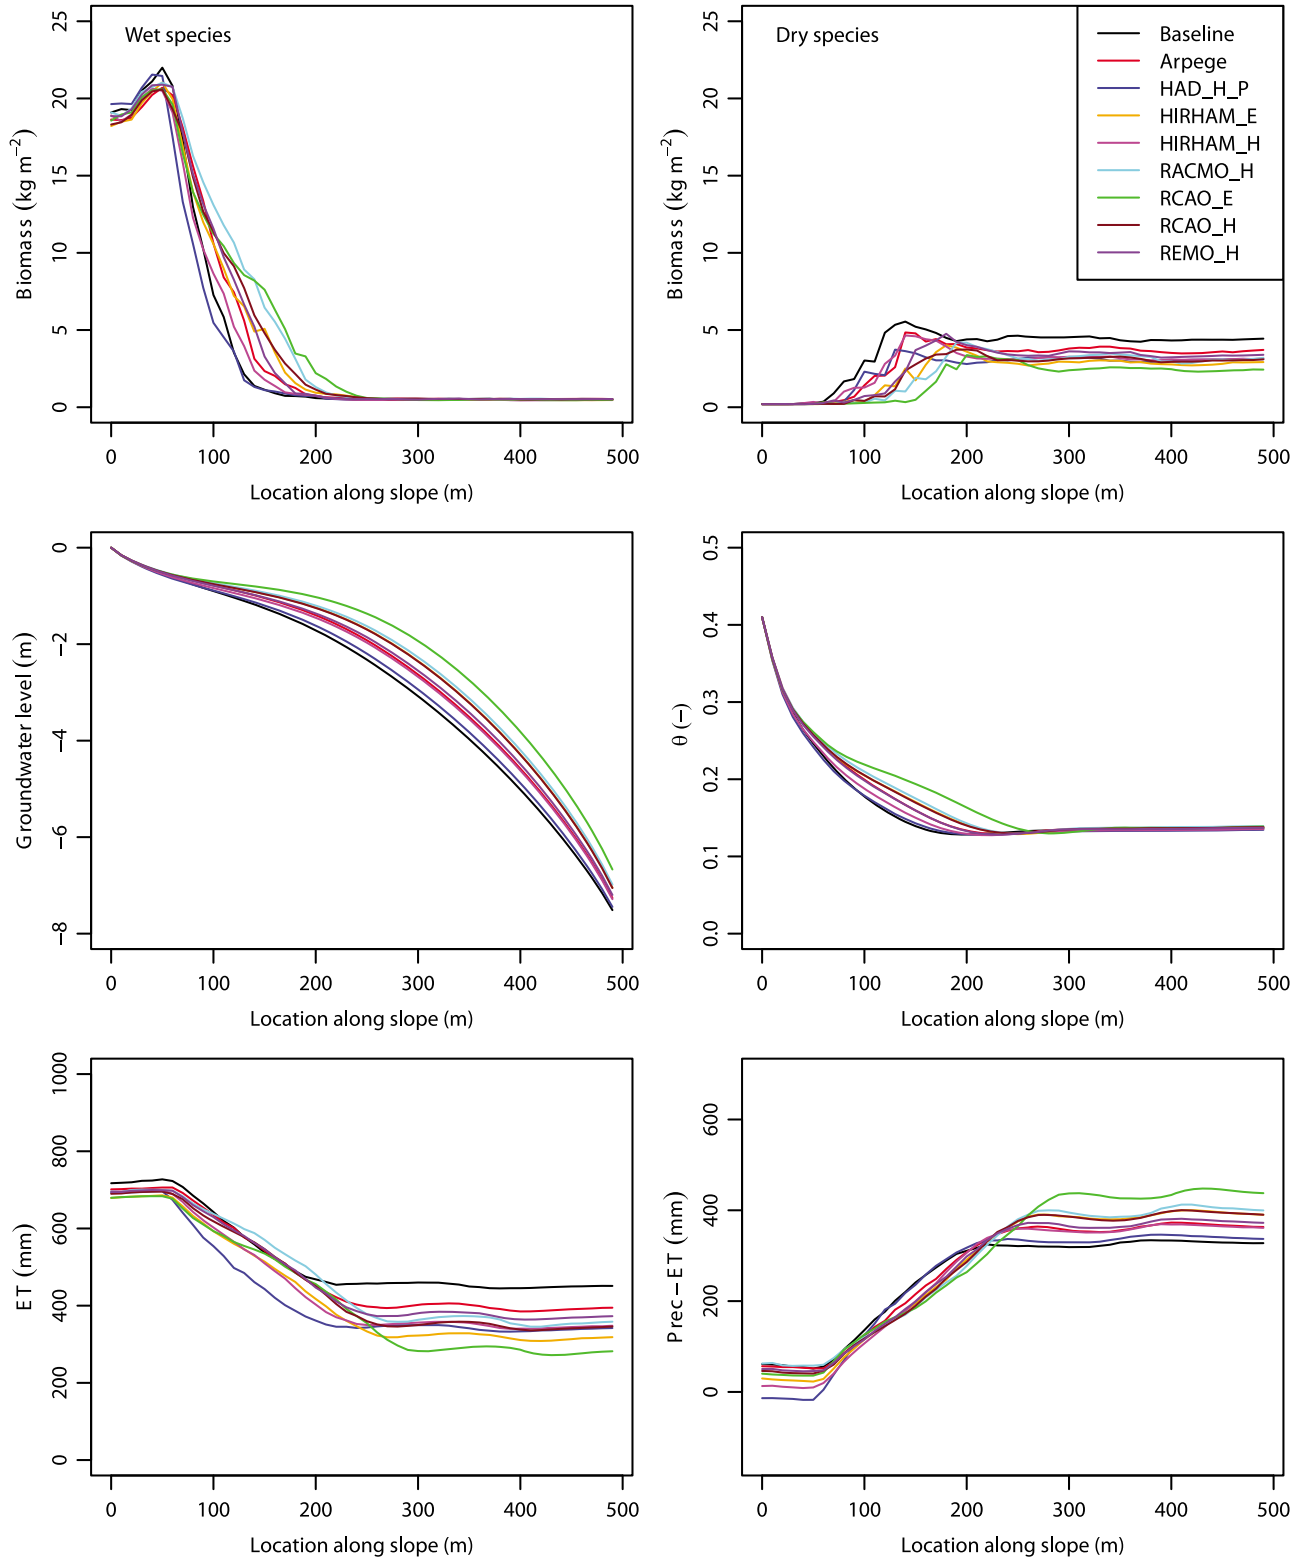 Wet species
Biomass (kg m⁻²)
0 5 10 15 20 25
0 100 200 300 400 500
Location along slope (m)
Dry species
Biomass (kg m⁻²)
0 5 10 15 20 25
0 100 200 300 400 500
Location along slope (m)
Baseline
Arpege
HAD_H_P
HIRHAM_E
HIRHAM_H
RACMO_H
RCAO_E
RCAO_H
REMO_H
Groundwater level (m)
−8 −6 −4 −2 0
0 100 200 300 400 500
Location along slope (m)
θ (−)
0.0 0.1 0.2 0.3 0.4 0.5
0 100 200 300 400 500
Location along slope (m)
ET (mm)
0 200 400 600 800 1000
0 100 200 300 400 500
Location along slope (m)
Prec−ET (mm)
0 200 400 600
0 100 200 300 400 500
Location along slope (m)